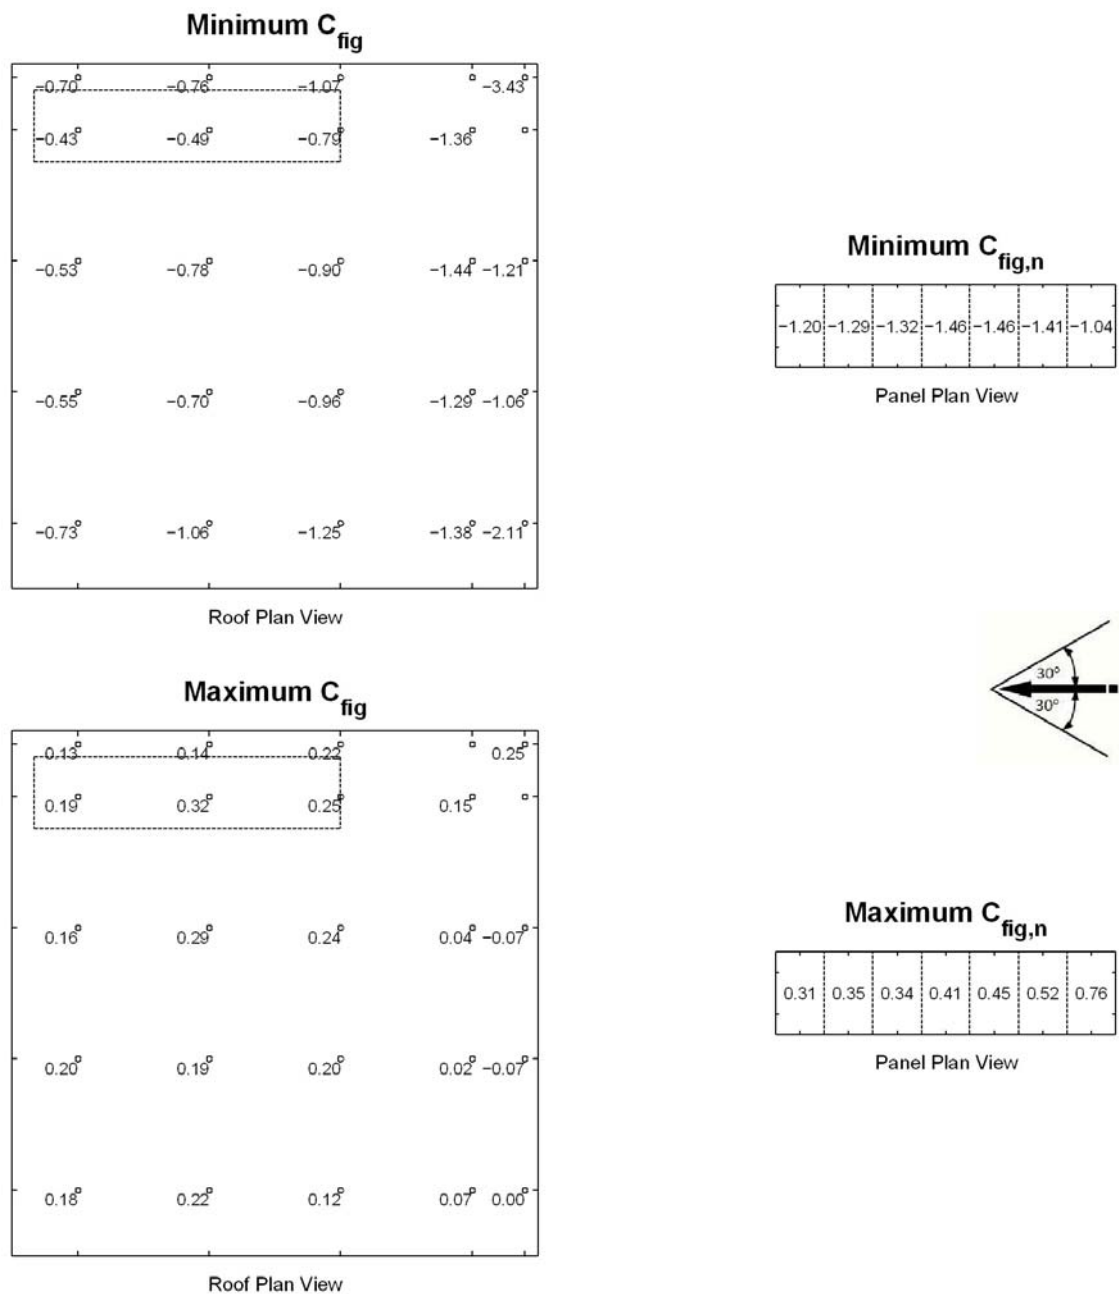 Minimum C_fig
−0.70 −0.76 −1.07 −3.43
−0.43 −0.49 −0.79 −1.36
−0.53 −0.78 −0.90 −1.44 −1.21
−0.55 −0.70 −0.96 −1.29 −1.06
−0.73 −1.06 −1.25 −1.38 −2.11
Roof Plan View
Minimum C_fig,n
−1.20 −1.29 −1.32 −1.46 −1.46 −1.41 −1.04
Panel Plan View
30°
30°
Maximum C_fig
0.13 0.14 0.22 0.25
0.19 0.32 0.25 0.15
0.16 0.29 0.24 0.04 −0.07
0.20 0.19 0.20 0.02 −0.07
0.18 0.22 0.12 0.07 0.00
Roof Plan View
Maximum C_fig,n
0.31 0.35 0.34 0.41 0.45 0.52 0.76
Panel Plan View